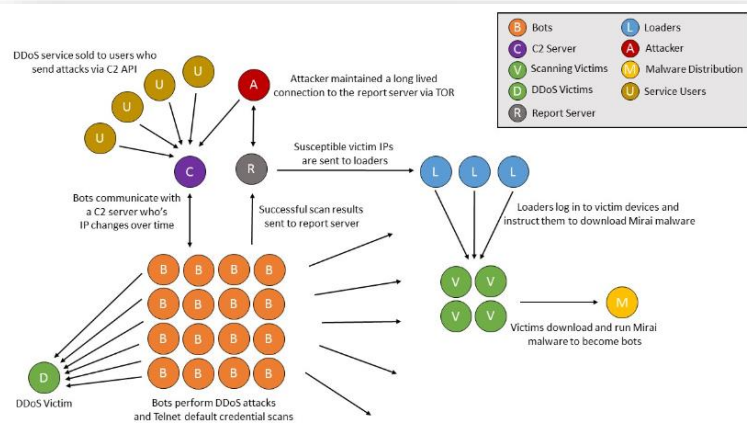 B Bots
L Loaders
C C2 Server
A Attacker
V Scanning Victims
M Malware Distribution
D DDoS Victims
U Service Users
R Report Server
DDoS service sold to users who
send attacks via C2 API
U
U
U
U
A
Attacker maintained a long lived
connection to the report server via TOR
C
R
Susceptible victim IPs
are sent to loaders
L L L
Bots communicate with
a C2 server who's
IP changes over time
Successful scan results
sent to report server
Loaders log in to victim devices and
instruct them to download Mirai malware
B B B B
B B B B
B B B B
B B B B
V V
V V
M
Victims download and run Mirai
malware to become bots
D
DDoS Victim
Bots perform DDoS attacks
and Telnet default credential scans